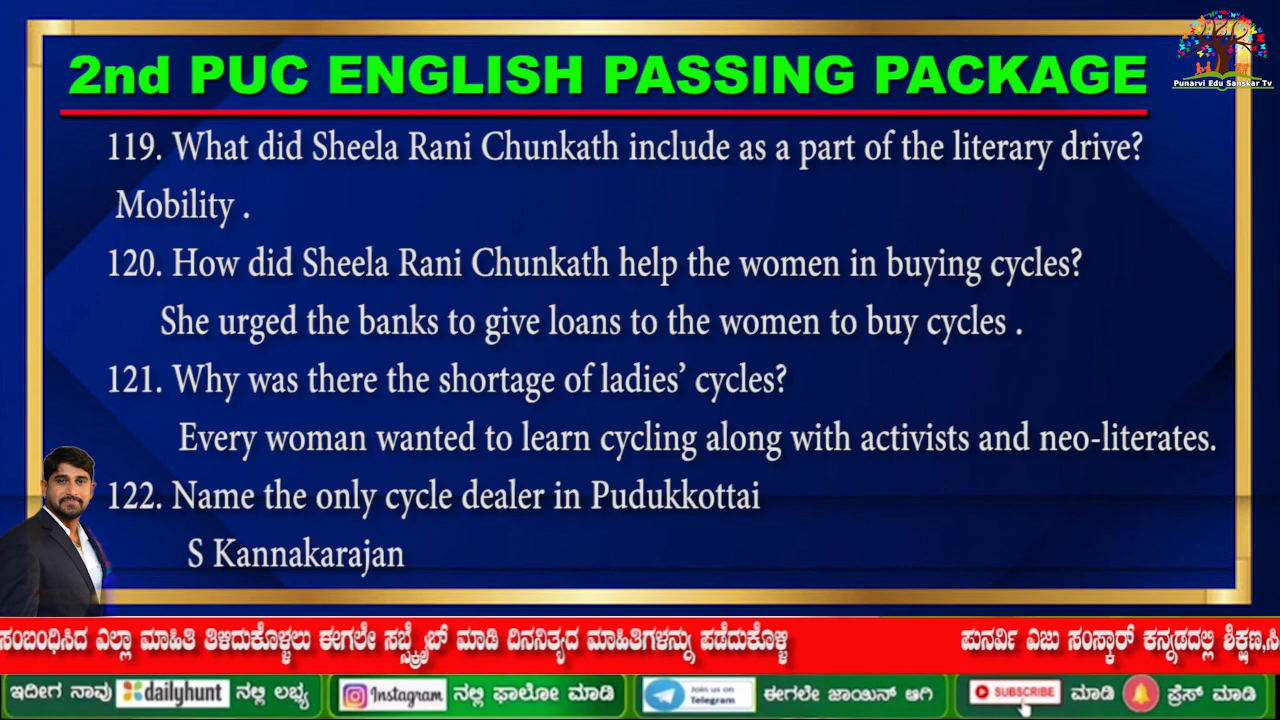 2nd PUC ENGLISH PASSING PACKAGE
Punarvi Edu Sanskar Tv
119. What did Sheela Rani Chunkath include as a part of the literary drive?
Mobility .
120. How did Sheela Rani Chunkath help the women in buying cycles?
She urged the banks to give loans to the women to buy cycles .
121. Why was there the shortage of ladies’ cycles?
Every woman wanted to learn cycling along with activists and neo-literates.
122. Name the only cycle dealer in Pudukkottai
S Kannakarajan
ಸಂಬಂಧಿಸಿದ ಎಲ್ಲಾ ಮಾಹಿತಿ ತಿಳಿದುಕೊಳ್ಳಲು ಈಗಲೇ ಸಬ್ಸ್ಕ್ರೈಬ್ ಮಾಡಿ ದಿನನಿತ್ಯದ ಮಾಹಿತಿಗಳನ್ನು ಪಡೆದುಕೊಳ್ಳಿ ಪುನರ್ವಿ ಎಜು ಸಂಸ್ಕಾರ್ ಕನ್ನಡದಲ್ಲಿ ಶಿಕ್ಷಣ,ಸಿ
ಇದೀಗ ನಾವು dailyhunt ನಲ್ಲಿ ಲಭ್ಯ Instagram ನಲ್ಲಿ ಫಾಲೋ ಮಾಡಿ Join us on Telegram ಈಗಲೇ ಜಾಯಿನ್ ಆಗಿ SUBSCRIBE ಮಾಡಿ ಪ್ರೆಸ್ ಮಾಡಿ